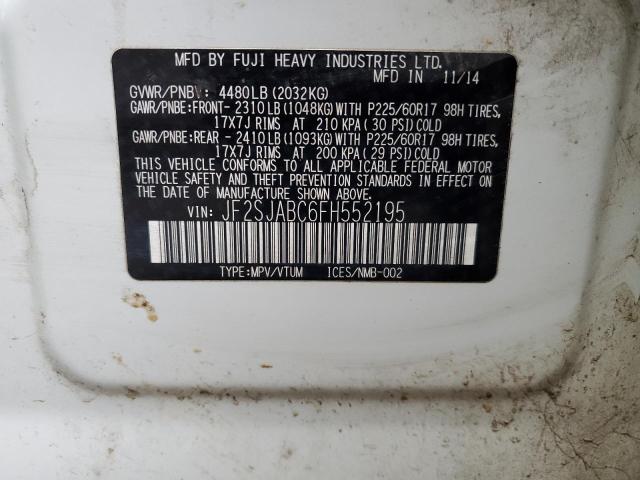 MFD BY FUJI HEAVY INDUSTRIES LTD.
MFD IN 11/14
GVWR/PNBV: 4480LB(2032KG)
GAWR/PNBE:FRONT- 2310LB(1048KG)WITH P225/60R17 98H TIRES,
17X7J RIMS AT 210 KPA(30 PSI)COLD
GAWR/PNBE:REAR - 2410LB(1093KG)WITH P225/60R17 98H TIRES,
17X7J RIMS AT 200 KPA(29 PSI)COLD
THIS VEHICLE CONFORMS TO ALL APPLICABLE FEDERAL MOTOR
VEHICLE SAFETY AND THEFT PREVENTION STANDARDS IN EFFECT ON
THE DATE OF MANUFACTURE SHOWN ABOVE.
VIN: JF2SJABC6FH552195
TYPE:MPV/VTUM ICES/NMB-002